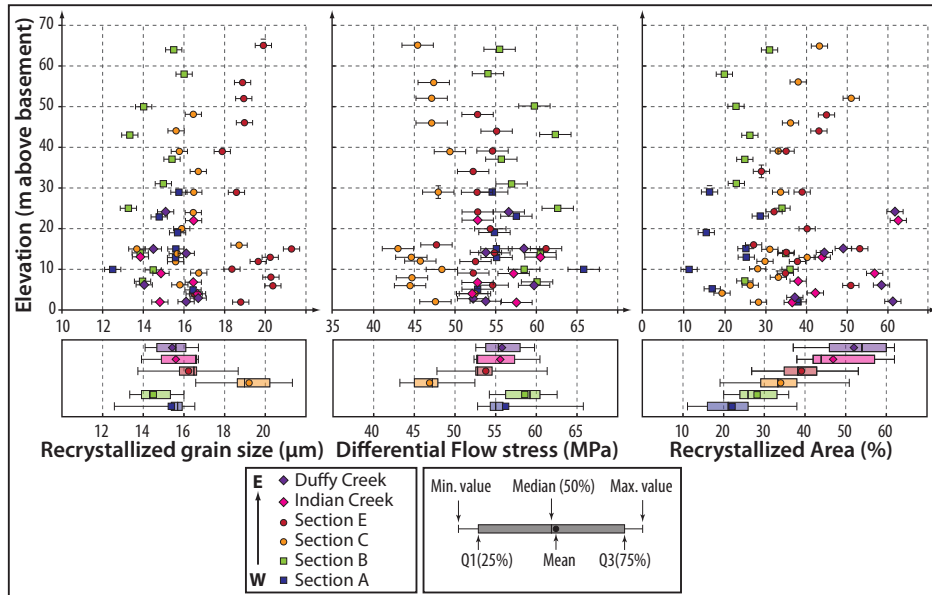 Elevation (m above basement)
70
60
50
40
30
20
10
0
10 12 14 16 18 20
35 40 45 50 55 60 65
0 10 20 30 40 50 60
12 14 16 18 20
40 45 50 55 60 65
10 20 30 40 50 60
Recrystallized grain size (μm) Differential Flow stress (MPa) Recrystallized Area (%)
E
W
Duffy Creek
Indian Creek
Section E
Section C
Section B
Section A
Min. value Median (50%) Max. value
Q1(25%) Mean Q3(75%)